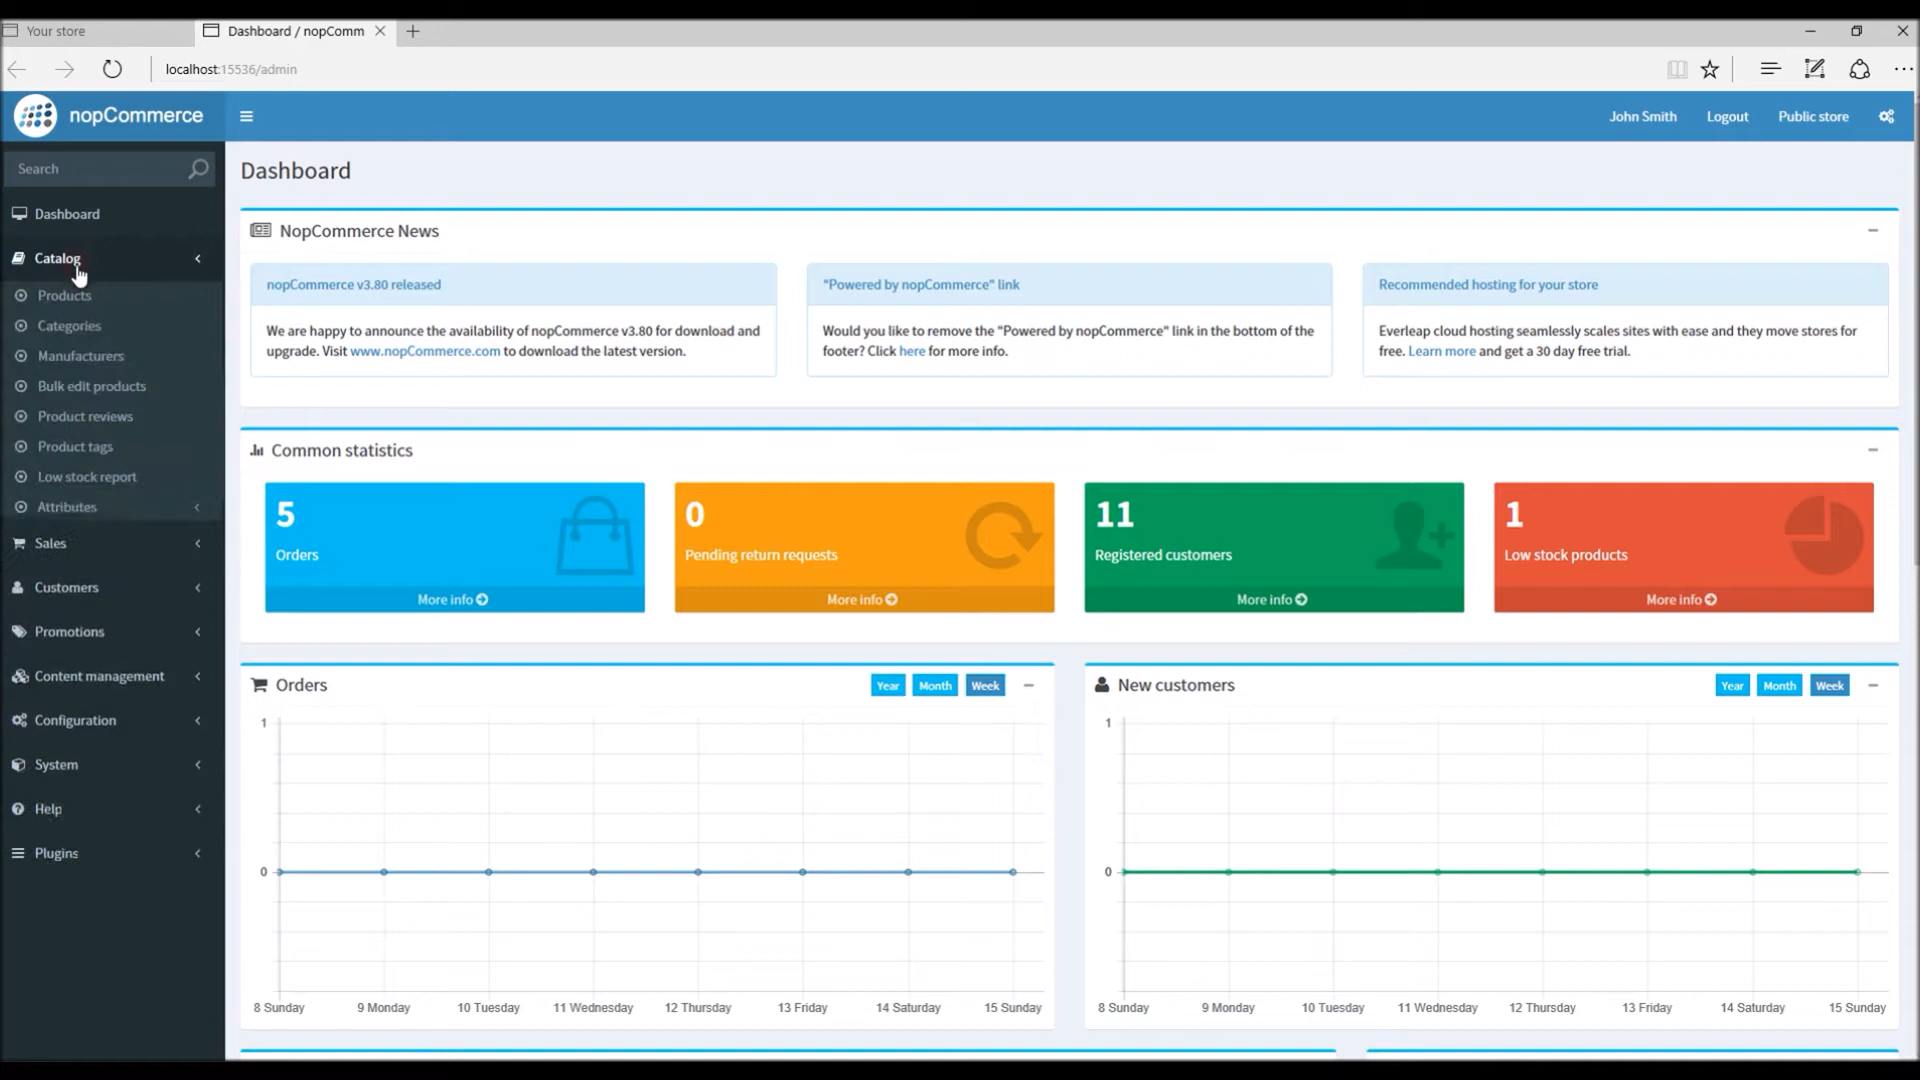 Your store
Dashboard / nopComm
localhost:15536/admin
nopCommerce
John Smith
Logout
Public store
Search
Dashboard
Catalog
Products
Categories
Manufacturers
Bulk edit products
Product reviews
Product tags
Low stock report
Attributes
Sales
Customers
Promotions
Content management
Configuration
System
Help
Plugins
Dashboard
NopCommerce News
nopCommerce v3.80 released
We are happy to announce the availability of nopCommerce v3.80 for download and
upgrade. Visit www.nopCommerce.com to download the latest version.
"Powered by nopCommerce" link
Would you like to remove the "Powered by nopCommerce" link in the bottom of the
footer? Click here for more info.
Recommended hosting for your store
Everleap cloud hosting seamlessly scales sites with ease and they move stores for
free. Learn more and get a 30 day free trial.
Common statistics
5
Orders
More info
0
Pending return requests
More info
11
Registered customers
More info
1
Low stock products
More info
Orders
Year
Month
Week
1
0
8 Sunday
9 Monday
10 Tuesday
11 Wednesday
12 Thursday
13 Friday
14 Saturday
15 Sunday
New customers
Year
Month
Week
1
0
8 Sunday
9 Monday
10 Tuesday
11 Wednesday
12 Thursday
13 Friday
14 Saturday
15 Sunday